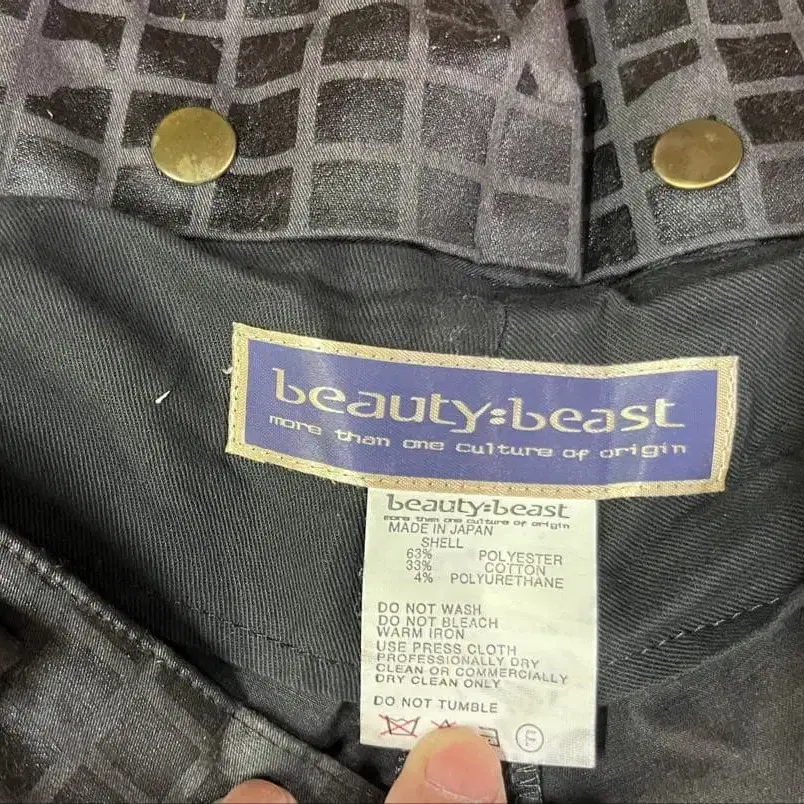 beauty:beast
more than one culture of origin
beauty:beast
more than one culture of origin
MADE IN JAPAN
SHELL
63% POLYESTER
33% COTTON
4% POLYURETHANE
DO NOT WASH
DO NOT BLEACH
WARM IRON
USE PRESS CLOTH
PROFESSIONALLY DRY
CLEAN OR COMMERCIALLY
DRY CLEAN ONLY
DO NOT TUMBLE
F